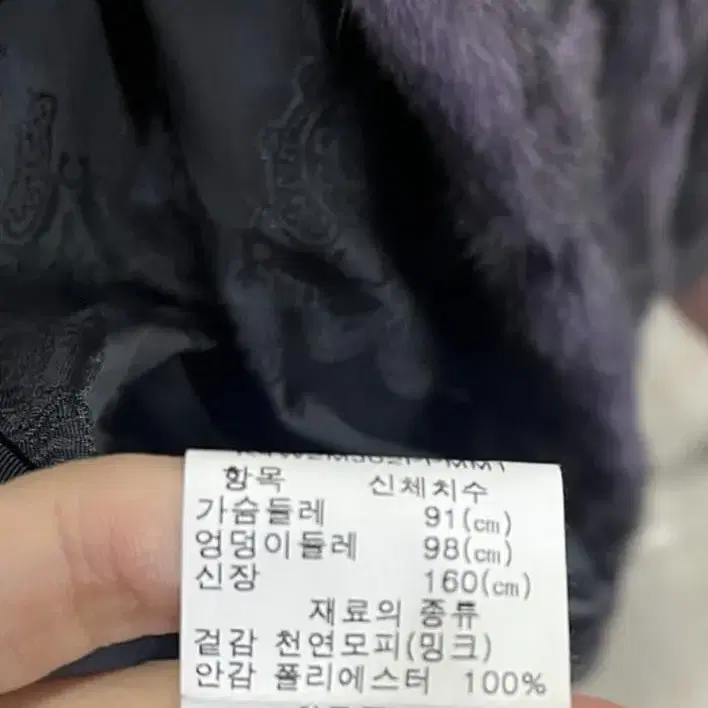 항목 신체치수
가슴둘레 91(㎝)
엉덩이둘레 98(㎝)
신장 160(㎝)
재료의 종류
겉감 천연모피(밍크)
안감 폴리에스터 100%